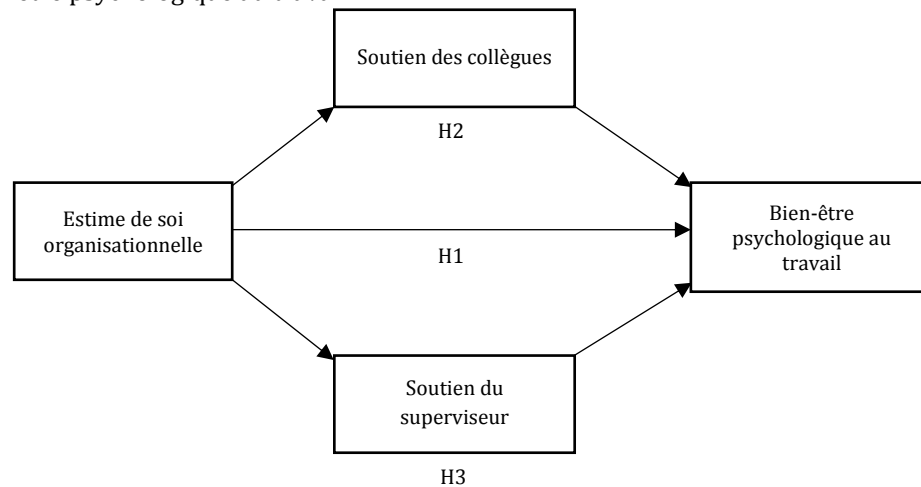 Soutien des collègues
H2
Estime de soi
organisationnelle
H1
Bien-être
psychologique au
travail
Soutien du
superviseur
H3